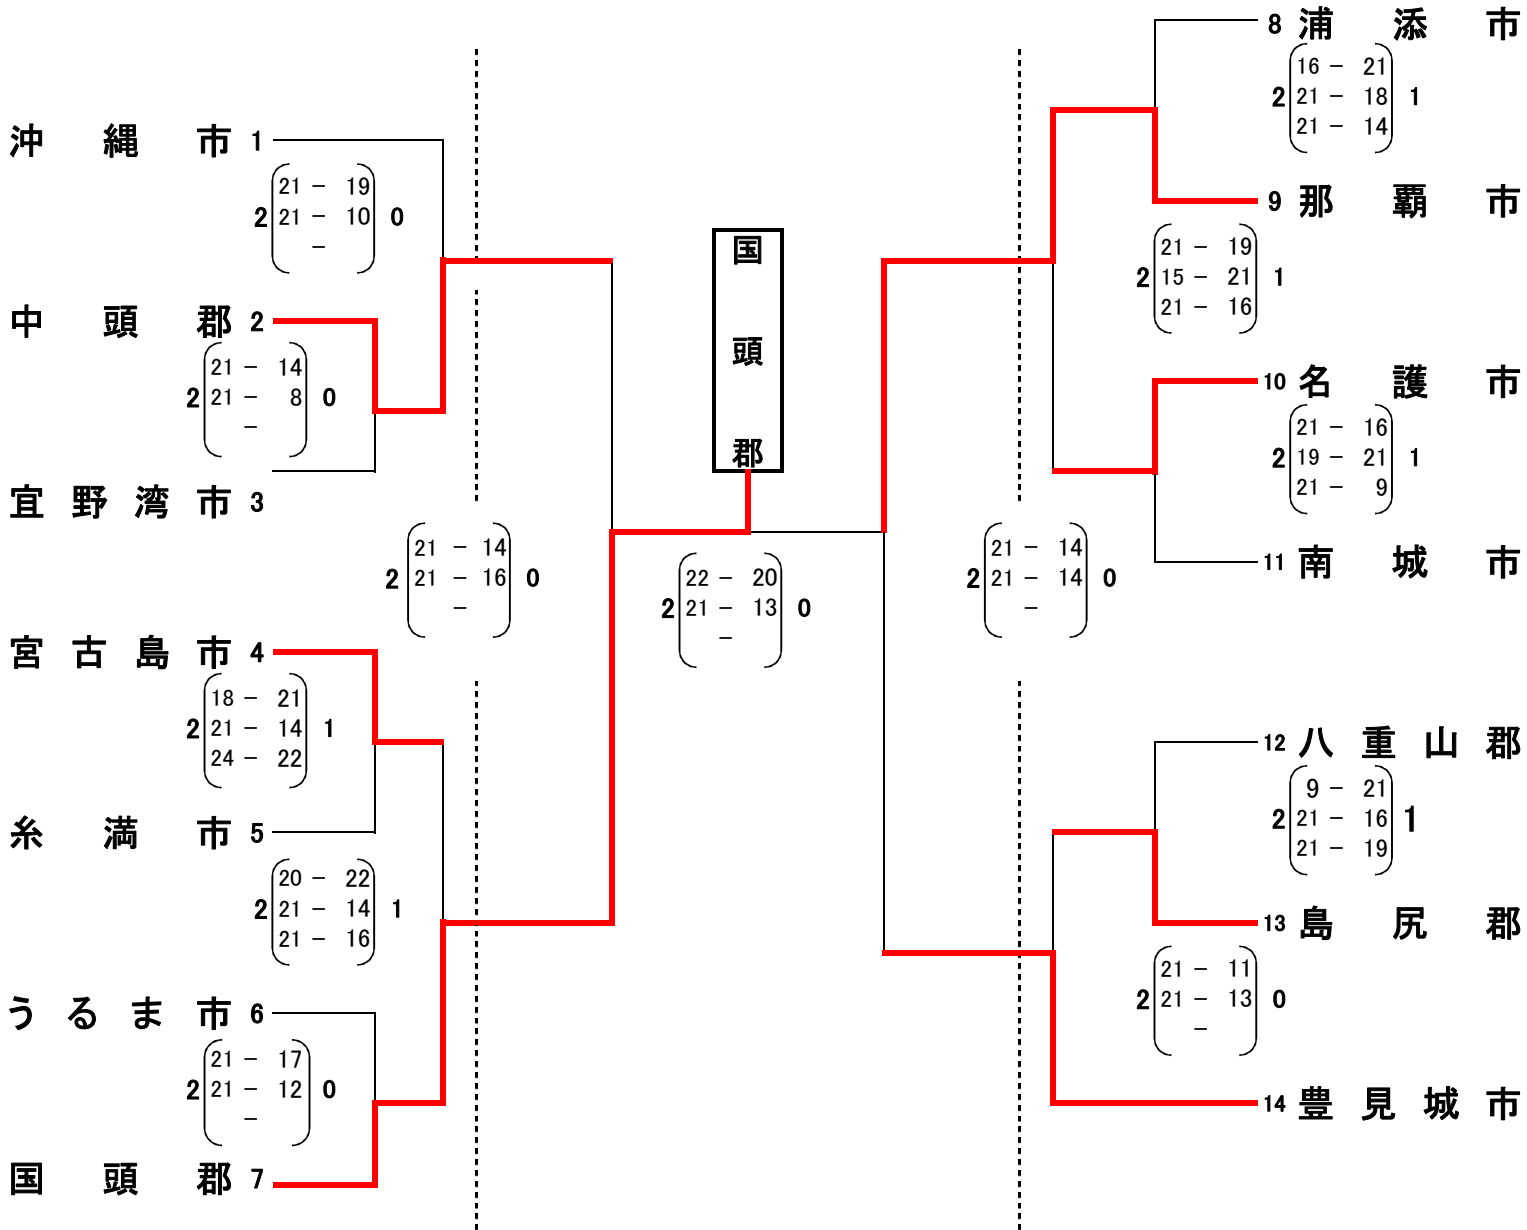 沖縄市 1
21 - 19
2 21 - 10 0
-
中頭郡 2
21 - 14
2 21 - 8 0
-
宜野湾市 3
宮古島市 4
18 - 21
2 21 - 14 1
24 - 22
糸満市 5
20 - 22
2 21 - 14 1
21 - 16
うるま市 6
21 - 17
2 21 - 12 0
-
国頭郡 7
21 - 14
2 21 - 16 0
-
国頭郡
22 - 20
2 21 - 13 0
-
21 - 14
2 21 - 14 0
-
8 浦添市
16 - 21
2 21 - 18 1
21 - 14
9 那覇市
21 - 19
2 15 - 21 1
21 - 16
10 名護市
21 - 16
2 19 - 21 1
21 - 9
11 南城市
12 八重山郡
9 - 21
2 21 - 16 1
21 - 19
13 島尻郡
21 - 11
2 21 - 13 0
-
14 豊見城市